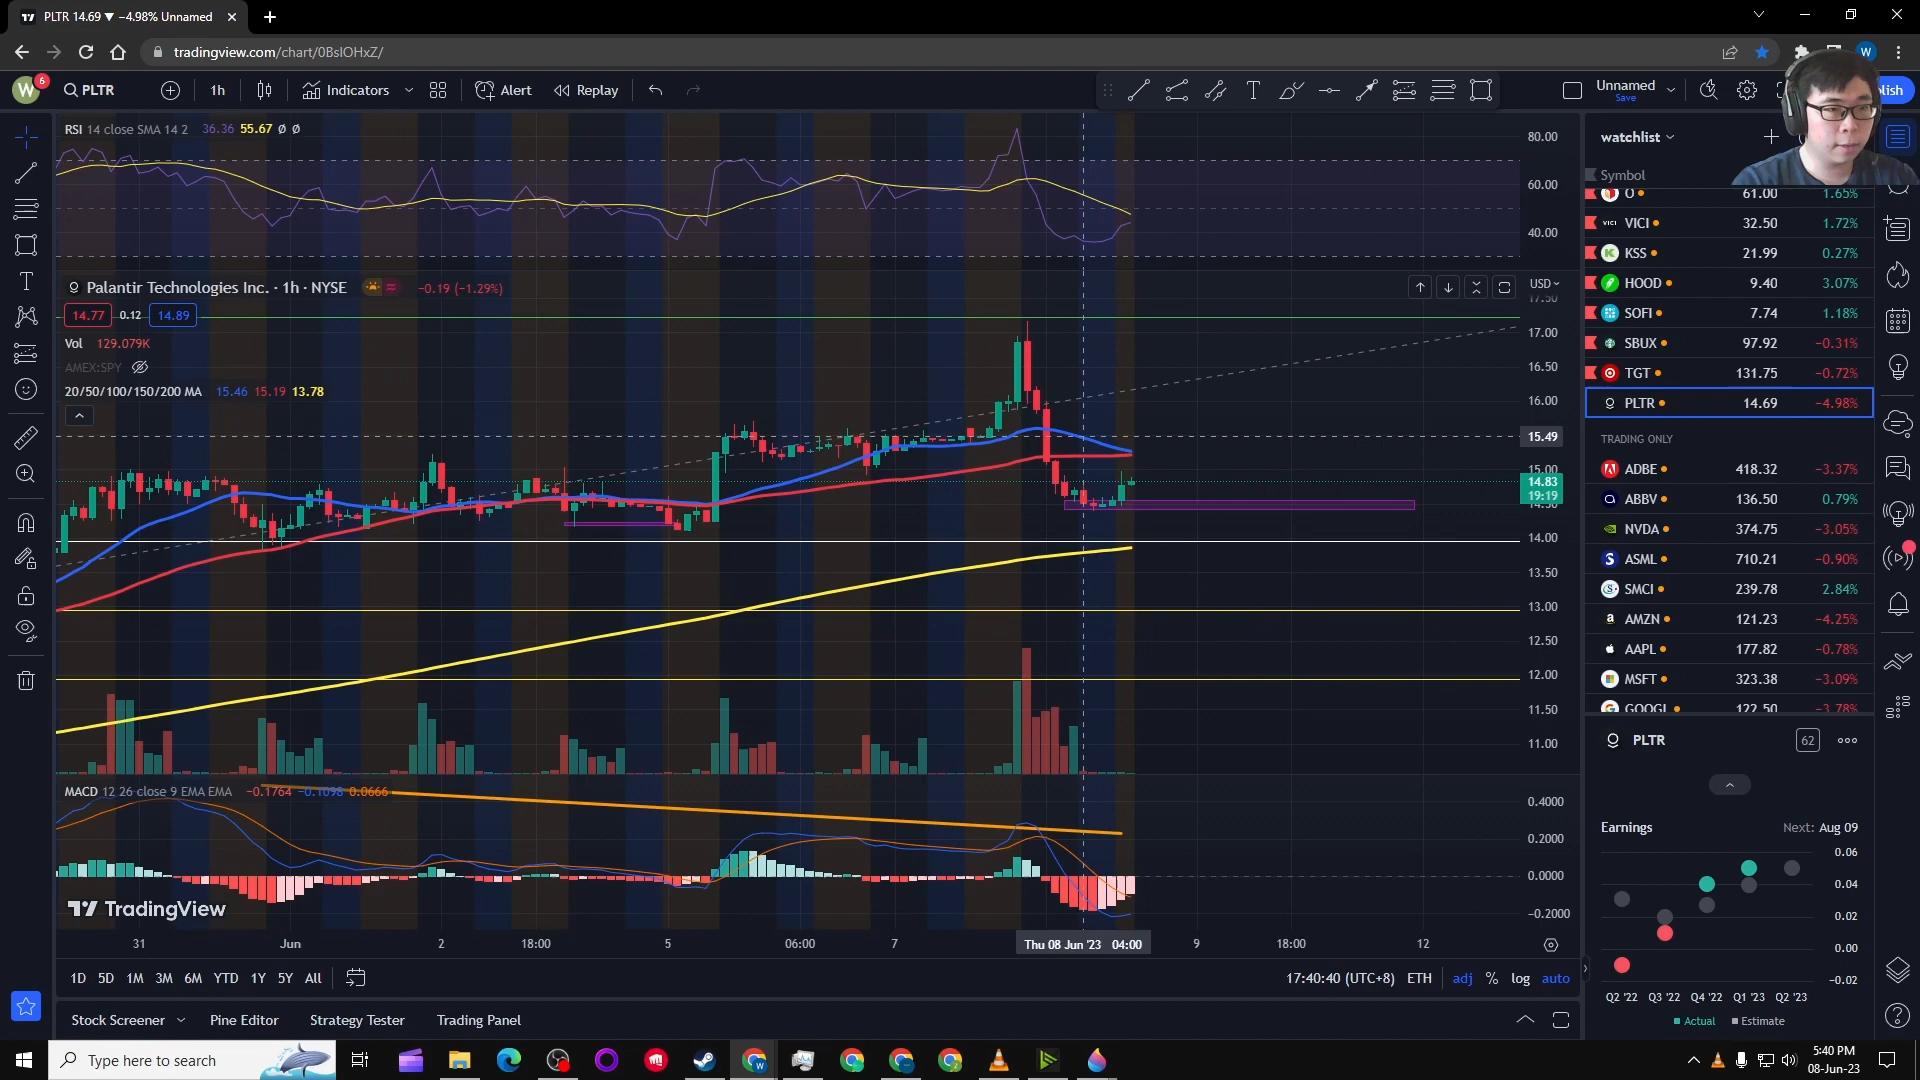 PLTR 14.69 ▼ −4.98% Unnamed
tradingview.com/chart/0BslOHxZ/
W
W 6 PLTR 1h Indicators Alert Replay T Unnamed Save
RSI 14 close SMA 14 2 36.36 55.67 Ø Ø
80.00
60.00
40.00
Palantir Technologies Inc. · 1h · NYSE −0.19 (−1.29%)
USD
14.77 0.12 14.89
Vol 129.079K
AMEX:SPY
20/50/100/150/200 MA 15.46 15.19 13.78
17.50
17.00
16.50
16.00
15.49
15.00
14.83
19:19
14.50
14.00
13.50
13.00
12.50
12.00
11.50
11.00
MACD 12 26 close 9 EMA EMA −0.1764 −0.1098 0.0666
0.4000
0.2000
0.0000
−0.2000
TradingView
31 Jun 2 18:00 5 06:00 7 Thu 08 Jun '23 04:00 9 18:00 12
1D 5D 1M 3M 6M YTD 1Y 5Y All
17:40:40 (UTC+8) ETH adj % log auto
Stock Screener Pine Editor Strategy Tester Trading Panel
watchlist
Symbol
O 61.00 1.65%
VICI 32.50 1.72%
KSS 21.99 0.27%
HOOD 9.40 3.07%
SOFI 7.74 1.18%
SBUX 97.92 −0.31%
TGT 131.75 −0.72%
PLTR 14.69 −4.98%
TRADING ONLY
ADBE 418.32 −3.37%
ABBV 136.50 0.79%
NVDA 374.75 −3.05%
ASML 710.21 −0.90%
SMCI 239.78 2.84%
AMZN 121.23 −4.25%
AAPL 177.82 −0.78%
MSFT 323.38 −3.09%
GOOGL 122.50 −3.78%
PLTR 62
Earnings Next: Aug 09
0.06
0.04
0.02
0.00
−0.02
Q2 '22 Q3 '22 Q4 '22 Q1 '23 Q2 '23
Actual Estimate
Type here to search
5:40 PM
08-Jun-23